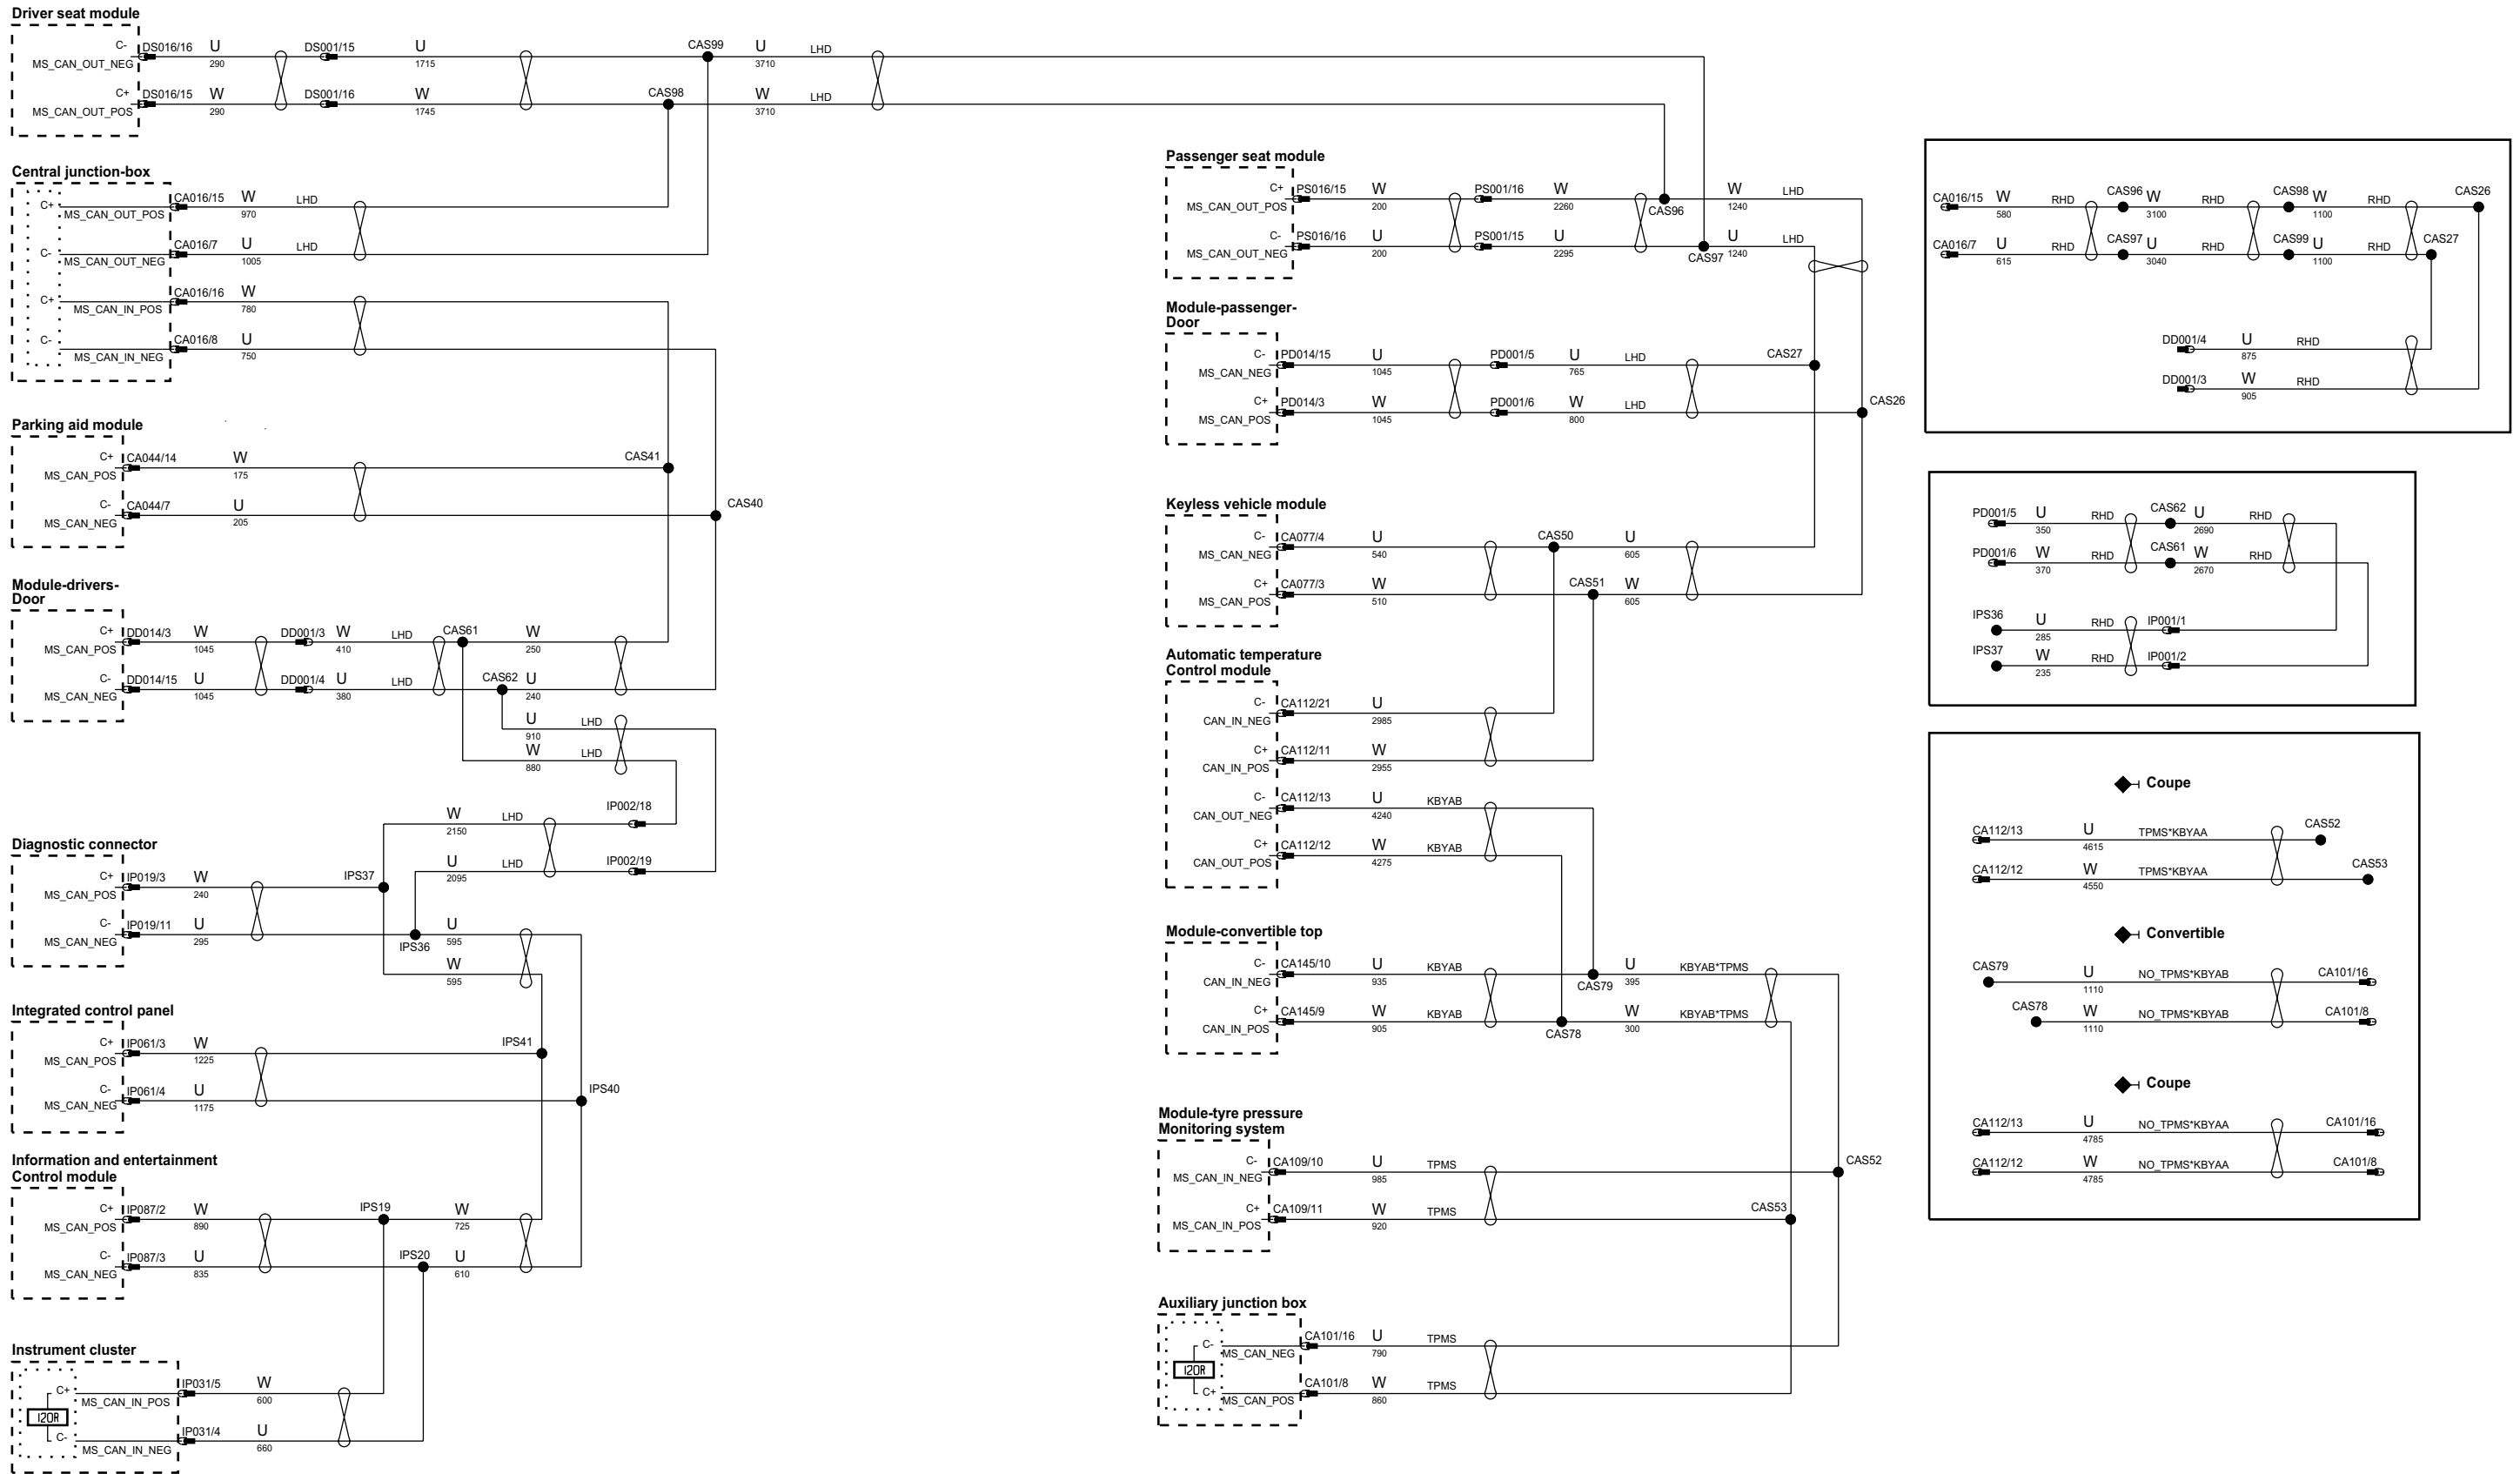 Driver seat module
C- DS016/16 U DS001/15 U CAS99 U LHD
MS_CAN_OUT_NEG 290 1715 3710
C+ DS016/15 W DS001/16 W CAS98 W LHD
MS_CAN_OUT_POS 290 1745 3710
Central junction-box
C+ CA016/15 W LHD
MS_CAN_OUT_POS 970
C- CA016/7 U LHD
MS_CAN_OUT_NEG 1005
C+ CA016/16 W
MS_CAN_IN_POS 780
C- CA016/8 U
MS_CAN_IN_NEG 750
Parking aid module
C+ CA044/14 W CAS41
MS_CAN_POS 175
C- CA044/7 U CAS40
MS_CAN_NEG 205
Module-drivers-
Door
C+ DD014/3 W DD001/3 W LHD CAS61 W
MS_CAN_POS 1045 410 250
C- DD014/15 U DD001/4 U LHD CAS62 U
MS_CAN_NEG 1045 380 240
U LHD
910
W LHD
880
W LHD IP002/18
2150
U LHD IP002/19
2095
Diagnostic connector
C+ IP019/3 W IPS37
MS_CAN_POS 240
C- IP019/11 U IPS36 U
MS_CAN_NEG 295 595
W
595
Integrated control panel
C+ IP061/3 W IPS41
MS_CAN_POS 1225
C- IP061/4 U IPS40
MS_CAN_NEG 1175
Information and entertainment
Control module
C+ IP087/2 W IPS19 W
MS_CAN_POS 890 725
C- IP087/3 U IPS20 U
MS_CAN_NEG 835 610
Instrument cluster
C+ IP031/5 W
MS_CAN_IN_POS 600
120R
C- IP031/4 U
MS_CAN_IN_NEG 660
Passenger seat module
C+ PS016/15 W PS001/16 W CAS96 W LHD
MS_CAN_OUT_POS 200 2260 1240
C- PS016/16 U PS001/15 U CAS97 U LHD
MS_CAN_OUT_NEG 200 2295 1240
Module-passenger-
Door
C- PD014/15 U PD001/5 U LHD CAS27
MS_CAN_NEG 1045 765
C+ PD014/3 W PD001/6 W LHD CAS26
MS_CAN_POS 1045 800
Keyless vehicle module
C- CA077/4 U CAS50 U
MS_CAN_NEG 540 605
C+ CA077/3 W CAS51 W
MS_CAN_POS 510 605
Automatic temperature
Control module
C- CA112/21 U
CAN_IN_NEG 2985
C+ CA112/11 W
CAN_IN_POS 2955
C- CA112/13 U KBYAB
CAN_OUT_NEG 4240
C+ CA112/12 W KBYAB
CAN_OUT_POS 4275
Module-convertible top
C- CA145/10 U KBYAB CAS79 U KBYAB*TPMS
CAN_IN_NEG 935 395
C+ CA145/9 W KBYAB CAS78 W KBYAB*TPMS
CAN_IN_POS 905 300
Module-tyre pressure
Monitoring system
C- CA109/10 U TPMS CAS52
MS_CAN_IN_NEG 985
C+ CA109/11 W TPMS CAS53
MS_CAN_IN_POS 920
Auxiliary junction box
C- CA101/16 U TPMS
MS_CAN_NEG 790
120R
C+ CA101/8 W TPMS
MS_CAN_POS 860
CA016/15 W RHD CAS96 W RHD CAS98 W RHD CAS26
580 3100 1100
CA016/7 U RHD CAS97 U RHD CAS99 U RHD CAS27
615 3040 1100
DD001/4 U RHD
875
DD001/3 W RHD
905
PD001/5 U RHD CAS62 U RHD
350 2690
PD001/6 W RHD CAS61 W RHD
370 2670
IPS36 U RHD IP001/1
285
IPS37 W RHD IP001/2
235
Coupe
CA112/13 U TPMS*KBYAA CAS52
4615
CA112/12 W TPMS*KBYAA CAS53
4550
Convertible
CAS79 U NO_TPMS*KBYAB CA101/16
1110
CAS78 W NO_TPMS*KBYAB CA101/8
1110
Coupe
CA112/13 U NO_TPMS*KBYAA CA101/16
4785
CA112/12 W NO_TPMS*KBYAA CA101/8
4785